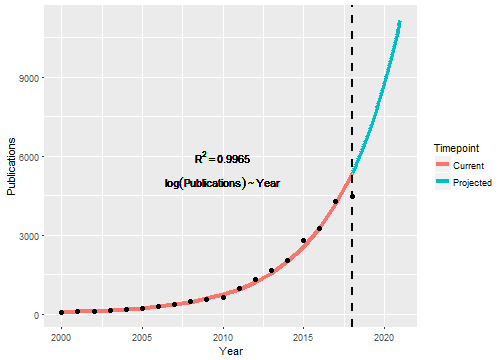 9000
6000
3000
0
Publications
R² = 0.9965
log(Publications) ~ Year
2000 2005 2010 2015 2020
Year
Timepoint
Current
Projected